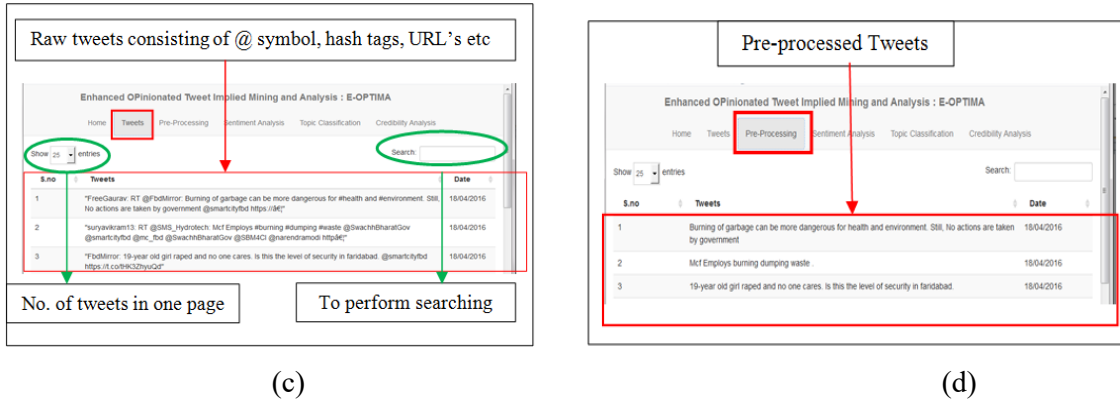 Raw tweets consisting of @ symbol, hash tags, URL's etc
Enhanced OPinionated Tweet Implied Mining and Analysis : E-OPTIMA
Home Tweets Pre-Processing Sentiment Analysis Topic Classification Credibility Analysis
Show 25 entries Search:
S.no Tweets Date
1 "FreeGaurav: RT @FbdMirror: Burning of garbage can be more dangerous for #health and #environment. Still, 18/04/2016
No actions are taken by government @smartcityfbd https://â€¦"
2 "suryavikram13: RT @SMS_Hydrotech: Mcf Employs #burning #dumping #waste @SwachhBharatGov 18/04/2016
@smartcityfbd @mc_fbd @SwachhBharatGov @SBM4CI @narendramodi httpâ€¦"
3 "FbdMirror: 19-year old girl raped and no one cares. Is this the level of security in faridabad. @smartcityfbd 18/04/2016
https://t.co/tHK3ZhyuQd"
No. of tweets in one page
To perform searching
(c)
Pre-processed Tweets
Enhanced OPinionated Tweet Implied Mining and Analysis : E-OPTIMA
Home Tweets Pre-Processing Sentiment Analysis Topic Classification Credibility Analysis
Show 25 entries Search:
S.no Tweets Date
1 Burning of garbage can be more dangerous for health and environment. Still, No actions are taken 18/04/2016
by government
2 Mcf Employs burning dumping waste . 18/04/2016
3 19-year old girl raped and no one cares. Is this the level of security in faridabad. 18/04/2016
(d)